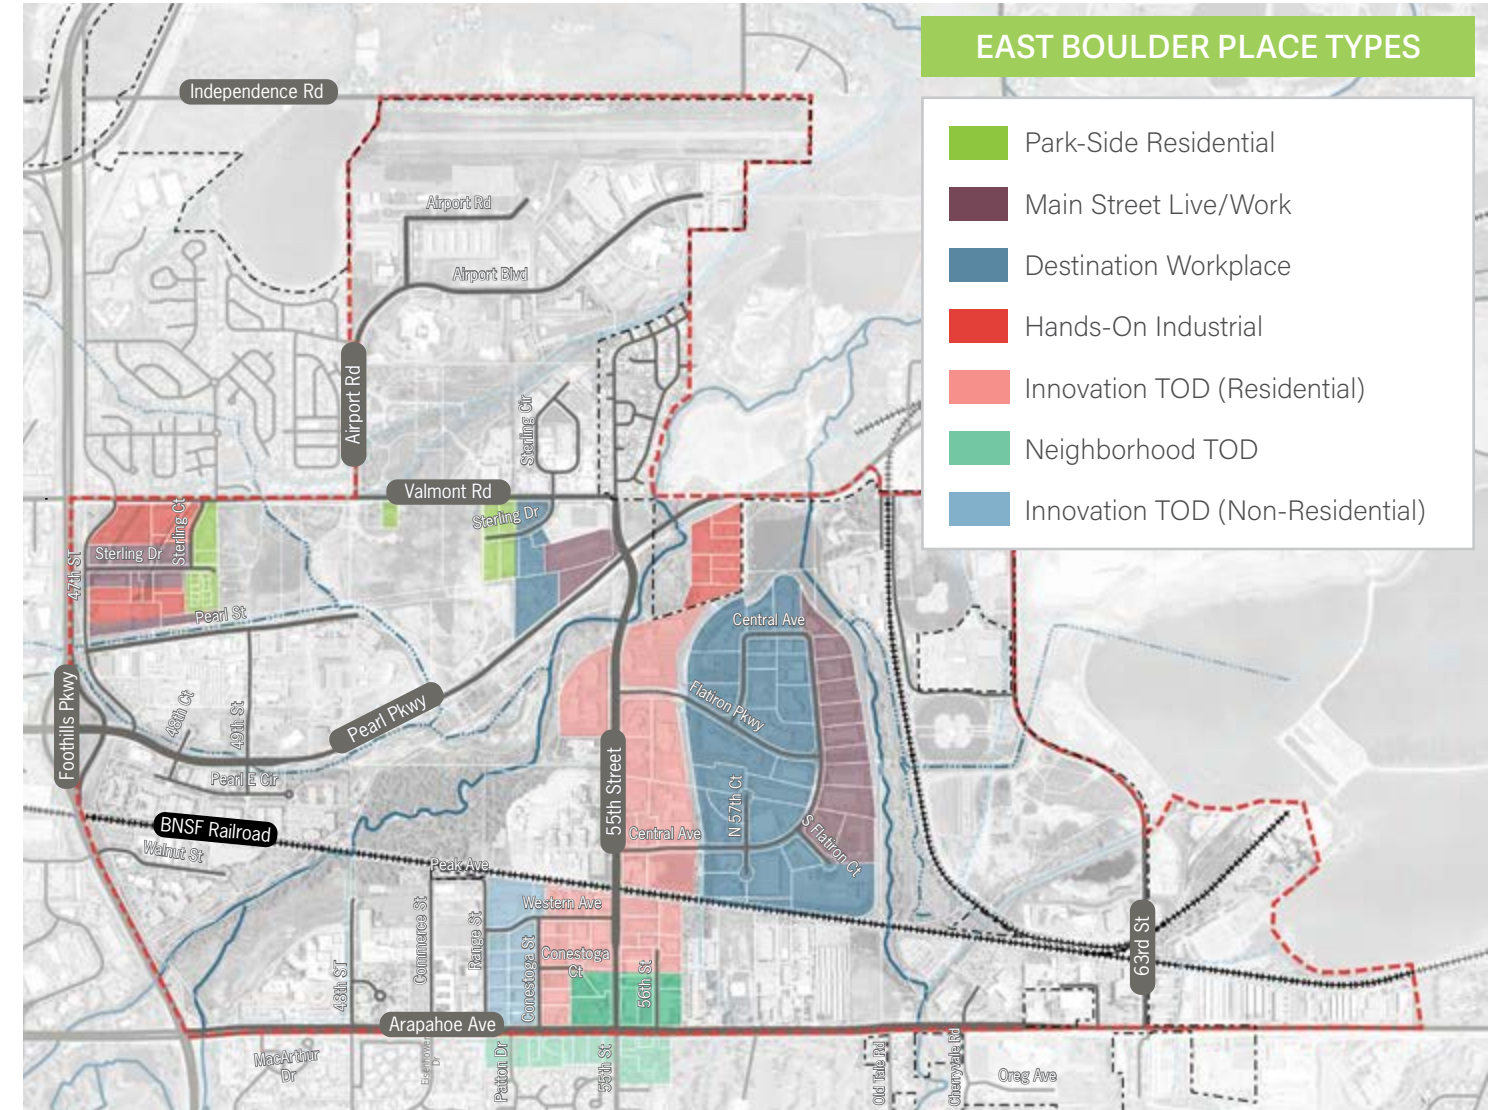 EAST BOULDER PLACE TYPES
Park-Side Residential
Main Street Live/Work
Destination Workplace
Hands-On Industrial
Innovation TOD (Residential)
Neighborhood TOD
Innovation TOD (Non-Residential)
Independence Rd
Airport Rd
Airport Blvd
Airport Rd
Sterling Cir
Valmont Rd
Sterling Dr
Sterling Ct
Sterling Dr
47th ST
Pearl St
Central Ave
Foothills Pkwy
48th Ct
49th St
Pearl Pkwy
Flatiron Pkwy
Pearl E Cir
55th Street
N 57th Ct
S Flatiron Ct
BNSF Railroad
Walnut St
Central Ave
Peak Ave
Western Ave
Commerce St
Range St
Conestoga St
Conestoga
Ct
48th ST
56th St
63rd St
Arapahoe Ave
MacArthur
Dr
Patton Dr
55th St
Old Tale Rd
Cherryvale Rd
Oreg Ave